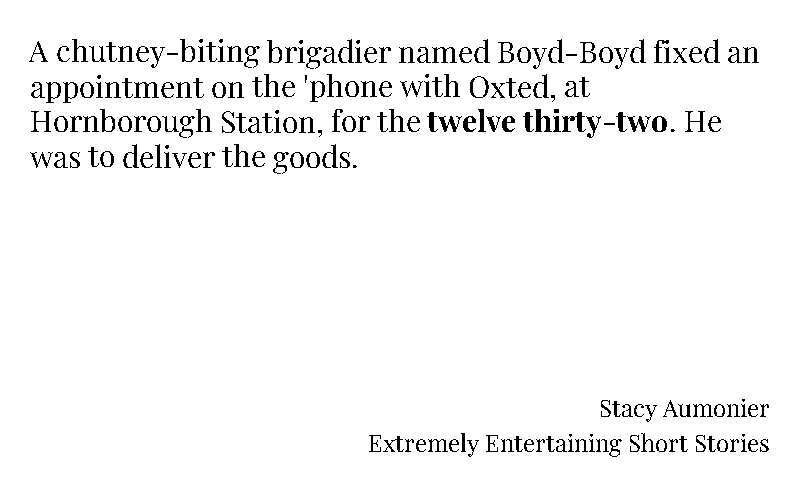 A chutney-biting brigadier named Boyd-Boyd fixed an
appointment on the 'phone with Oxted, at
Hornborough Station, for the twelve thirty-two. He
was to deliver the goods.
Stacy Aumonier
Extremely Entertaining Short Stories